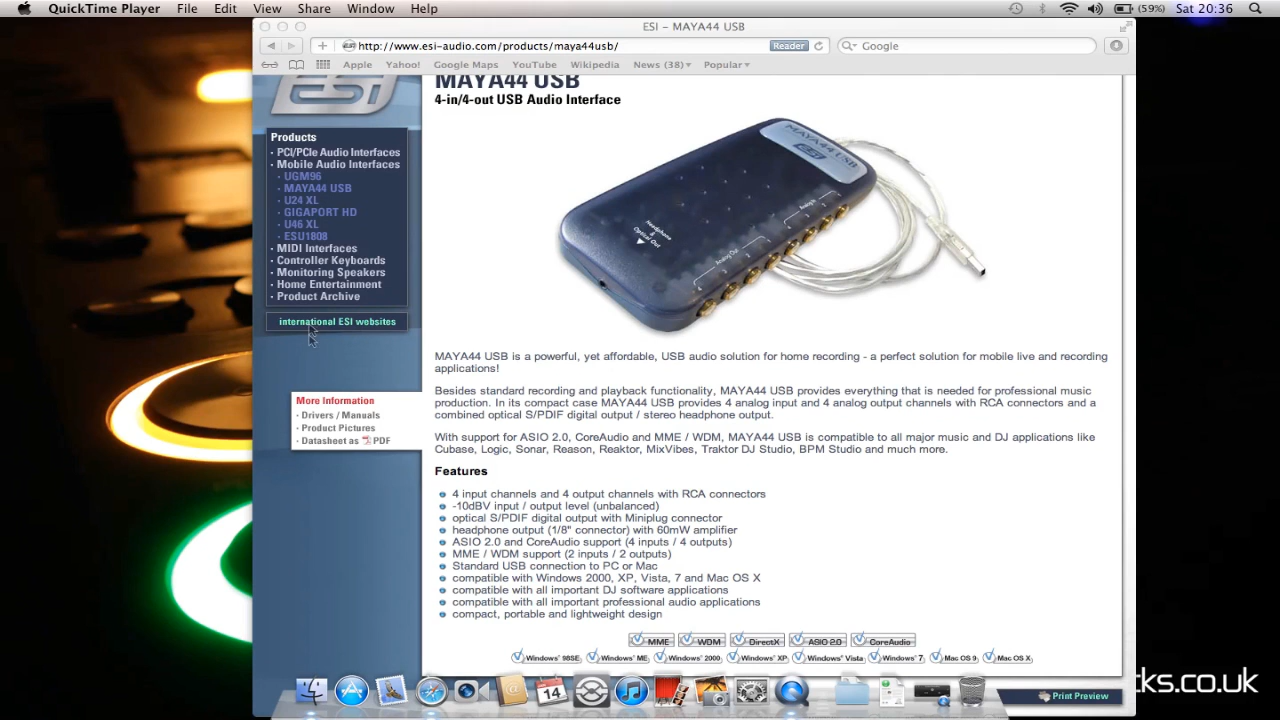 QuickTime Player File Edit View Share Window Help (59%) Sat 20:36
ESI – MAYA44 USB
http://www.esi-audio.com/products/maya44usb/ Reader Google
Apple Yahoo! Google Maps YouTube Wikipedia News (38) Popular
ESI
Products
· PCI/PCIe Audio Interfaces
· Mobile Audio Interfaces
· UGM96
· MAYA44 USB
· U24 XL
· GIGAPORT HD
· U46 XL
· ESU1808
· MIDI Interfaces
· Controller Keyboards
· Monitoring Speakers
· Home Entertainment
· Product Archive
international ESI websites
More Information
· Drivers / Manuals
· Product Pictures
· Datasheet as PDF
MAYA44 USB
4-in/4-out USB Audio Interface
MAYA44 USB
ESI
Headphone
&
Optical Out
Analog Out
Analog In
MAYA44 USB is a powerful, yet affordable, USB audio solution for home recording - a perfect solution for mobile live and recording
applications!
Besides standard recording and playback functionality, MAYA44 USB provides everything that is needed for professional music
production. In its compact case MAYA44 USB provides 4 analog input and 4 analog output channels with RCA connectors and a
combined optical S/PDIF digital output / stereo headphone output.
With support for ASIO 2.0, CoreAudio and MME / WDM, MAYA44 USB is compatible to all major music and DJ applications like
Cubase, Logic, Sonar, Reason, Reaktor, MixVibes, Traktor DJ Studio, BPM Studio and much more.
Features
4 input channels and 4 output channels with RCA connectors
-10dBV input / output level (unbalanced)
optical S/PDIF digital output with Miniplug connector
headphone output (1/8" connector) with 60mW amplifier
ASIO 2.0 and CoreAudio support (4 inputs / 4 outputs)
MME / WDM support (2 inputs / 2 outputs)
Standard USB connection to PC or Mac
compatible with Windows 2000, XP, Vista, 7 and Mac OS X
compatible with all important DJ software applications
compatible with all important professional audio applications
compact, portable and lightweight design
MME WDM DirectX ASIO 2.0 CoreAudio
Windows® 98SE Windows® ME Windows® 2000 Windows® XP Windows® Vista Windows® 7 Mac OS 9 Mac OS X
14
Print Preview
cks.co.uk